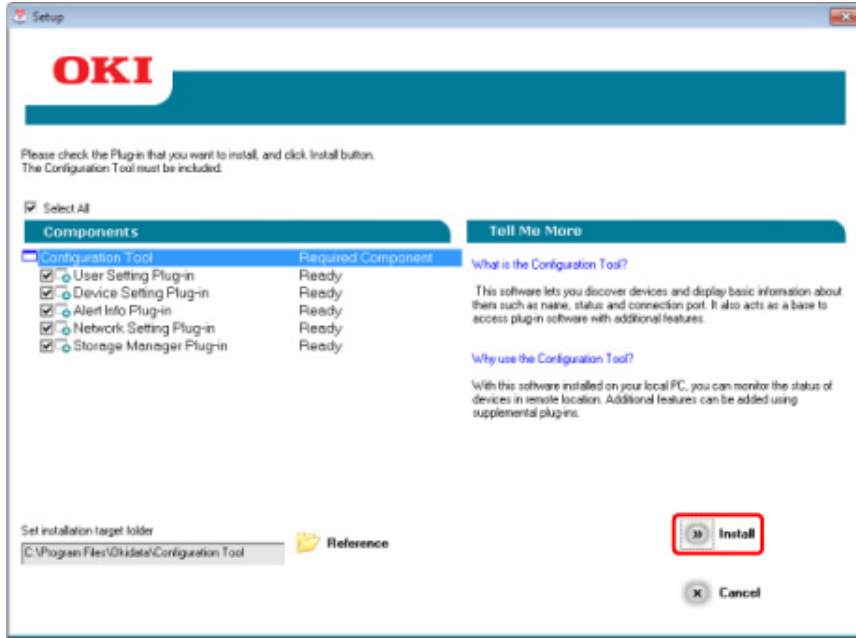 Setup
OKI
Please check the Plug-in that you want to install, and click Install button.
The Configuration Tool must be included.
Select All
Components
Configuration Tool Required Component
User Setting Plug-in Ready
Device Setting Plug-in Ready
Alert Info Plug-in Ready
Network Setting Plug-in Ready
Storage Manager Plug-in Ready
Tell Me More
What is the Configuration Tool?
This software lets you discover devices and display basic information about
them such as name, status and connection port. It also acts as a base to
access plug-in software with additional features.
Why use the Configuration Tool?
With this software installed on your local PC, you can monitor the status of
devices in remote location. Additional features can be added using
supplemental plug-ins.
Set installation target folder
C:\Program Files\Okidata\Configuration Tool
Reference
Install
Cancel